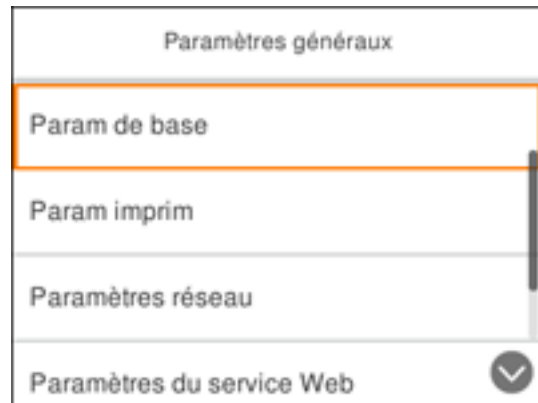 Paramètres généraux
Param de base
Param imprim
Paramètres réseau
Paramètres du service Web